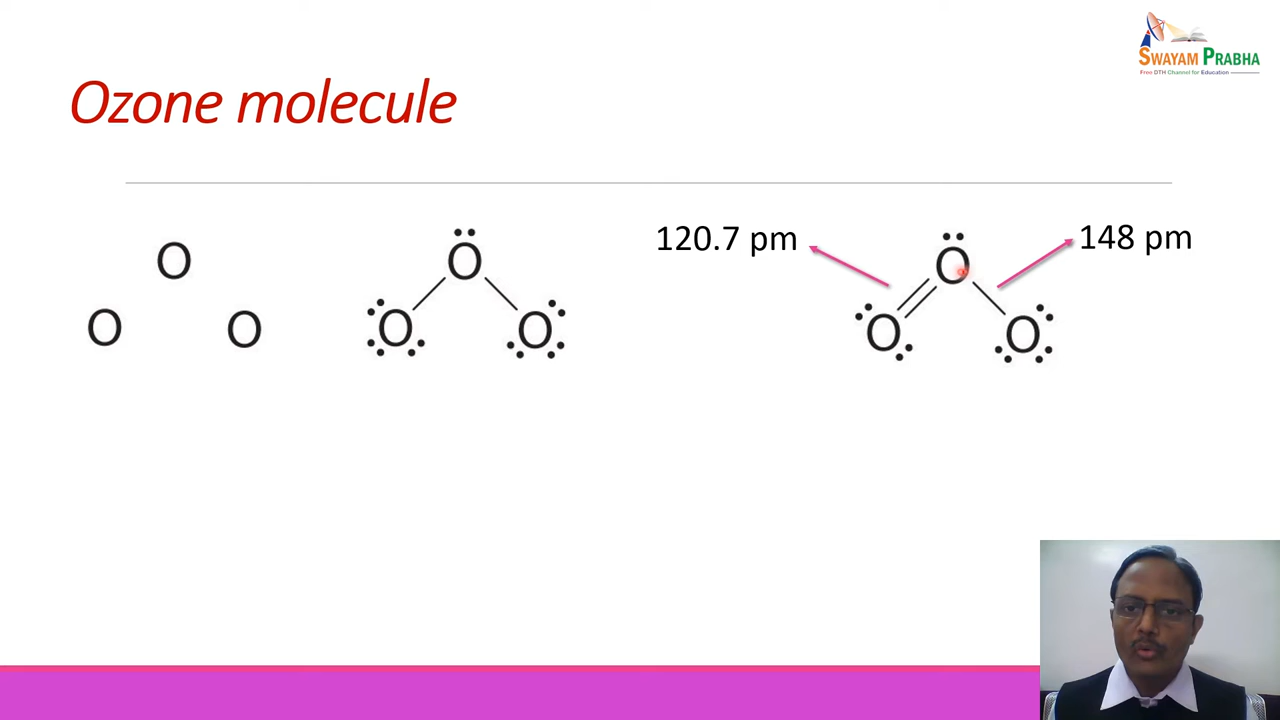 SWAYAM PRABHA
Free DTH Channel for Education
Ozone molecule
120.7 pm
148 pm
O
O O
O
O O
O
O O